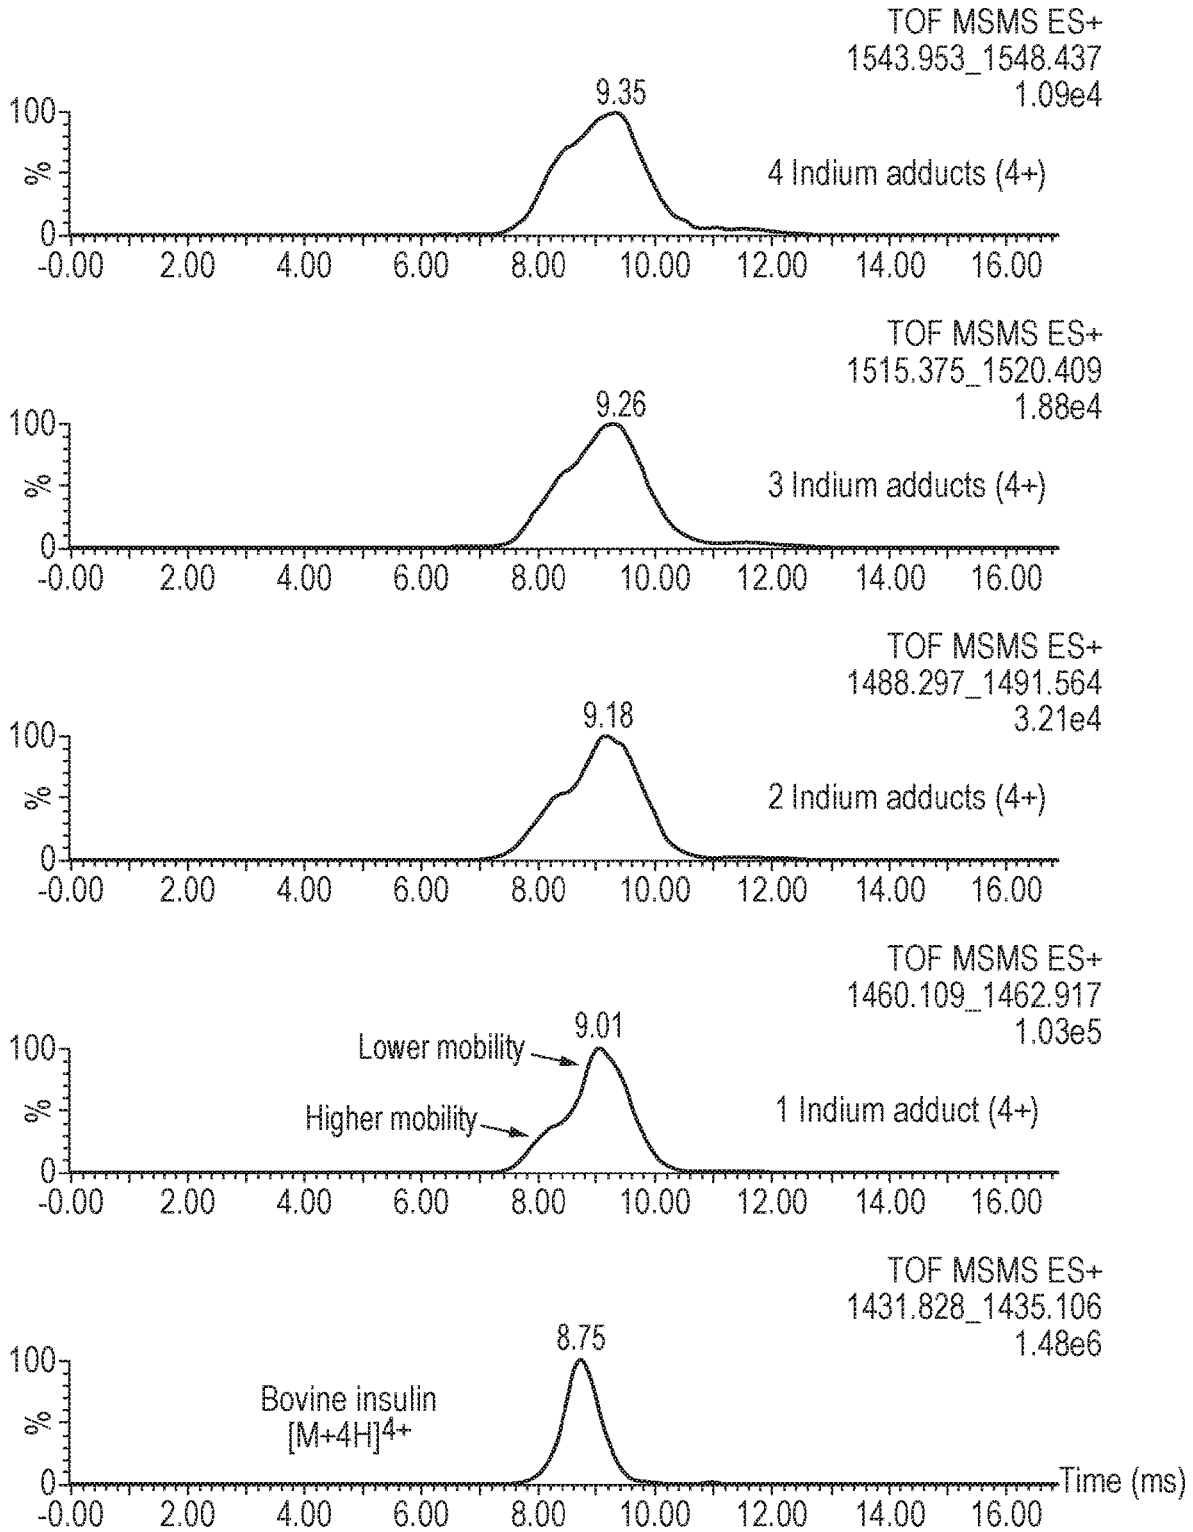 TOF MSMS ES+
1543.953_1548.437
1.09e4
9.35
100
%
0
4 Indium adducts (4+)
-0.00 2.00 4.00 6.00 8.00 10.00 12.00 14.00 16.00
TOF MSMS ES+
1515.375_1520.409
1.88e4
9.26
100
%
0
3 Indium adducts (4+)
-0.00 2.00 4.00 6.00 8.00 10.00 12.00 14.00 16.00
TOF MSMS ES+
1488.297_1491.564
3.21e4
9.18
100
%
0
2 Indium adducts (4+)
-0.00 2.00 4.00 6.00 8.00 10.00 12.00 14.00 16.00
TOF MSMS ES+
1460.109_1462.917
1.03e5
9.01
100
%
0
Lower mobility
Higher mobility
1 Indium adduct (4+)
-0.00 2.00 4.00 6.00 8.00 10.00 12.00 14.00 16.00
TOF MSMS ES+
1431.828_1435.106
1.48e6
8.75
100
%
0
Bovine insulin
[M+4H]4+
Time (ms)
-0.00 2.00 4.00 6.00 8.00 10.00 12.00 14.00 16.00